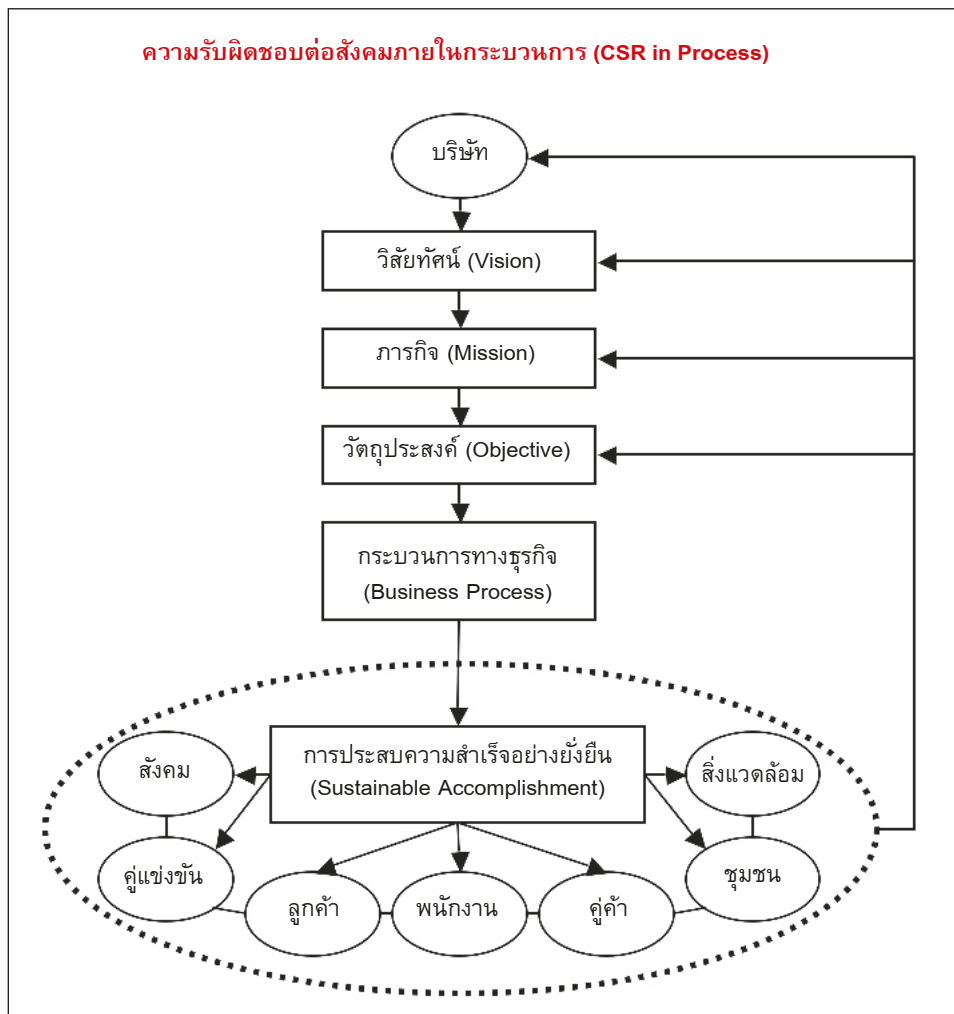 ความรับผิดชอบต่อสังคมภายในกระบวนการ (CSR in Process)
บริษัท
วิสัยทัศน์ (Vision)
ภารกิจ (Mission)
วัตถุประสงค์ (Objective)
กระบวนการทางธุรกิจ
(Business Process)
การประสบความสำเร็จอย่างยั่งยืน
(Sustainable Accomplishment)
สังคม
สิ่งแวดล้อม
คู่แข่งขัน
ชุมชน
ลูกค้า
พนักงาน
คู่ค้า